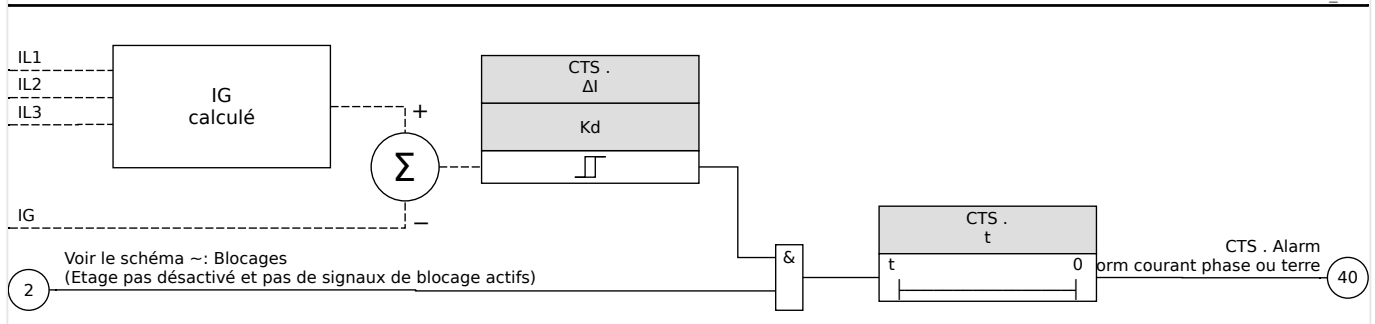 IL1
IL2
IL3
IG
calculé
+
Σ
−
IG
CTS .
ΔI
Kd
CTS .
t
t 0
&
Voir le schéma ~: Blocages
(Etage pas désactivé et pas de signaux de blocage actifs)
2
CTS . Alarm
orm courant phase ou terre
40